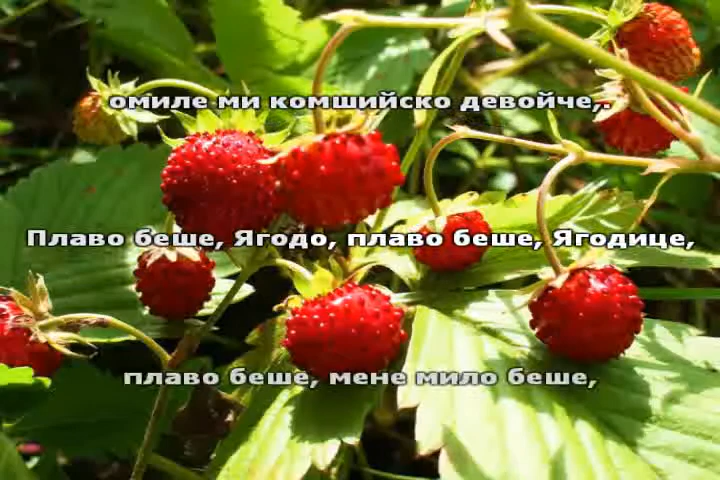 омиле ми комшийско девойче,.
Плаво беше, Ягодо, плаво беше, Ягодице,
плаво беше, мене мило беше,